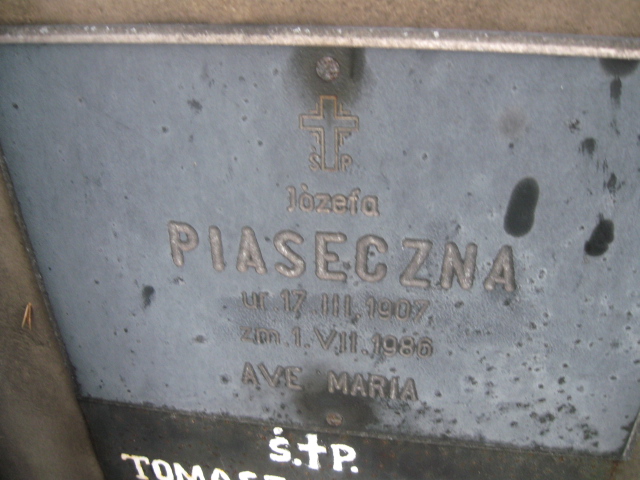 Ś P
Józefa
PIASECZNA
ur. 17.III.1907
zm. 1.VII.1986
AVE MARIA
Ś.†P.